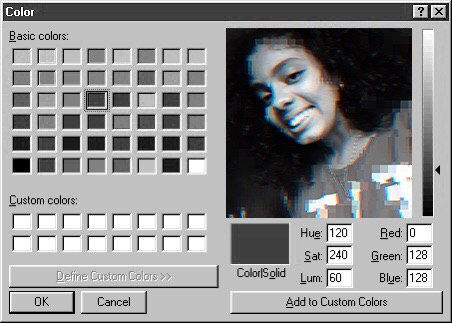 Color
Basic colors:
Custom colors:
Define Custom Colors >>
OK
Cancel
Color|Solid
Hue: 120
Sat: 240
Lum: 60
Red: 0
Green: 128
Blue: 128
Add to Custom Colors